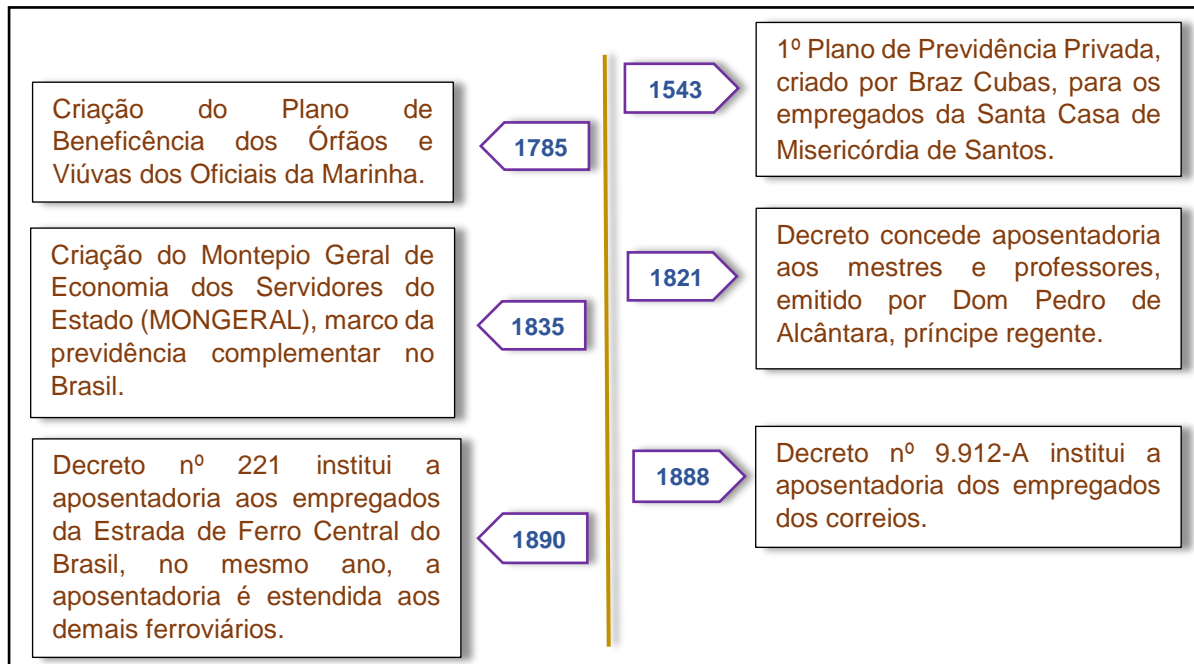 1543
1º Plano de Previdência Privada,
criado por Braz Cubas, para os
empregados da Santa Casa de
Misericórdia de Santos.
Criação do Plano de
Beneficência dos Órfãos e
Viúvas dos Oficiais da Marinha.
1785
1821
Decreto concede aposentadoria
aos mestres e professores,
emitido por Dom Pedro de
Alcântara, príncipe regente.
Criação do Montepio Geral de
Economia dos Servidores do
Estado (MONGERAL), marco da
previdência complementar no
Brasil.
1835
1888
Decreto nº 9.912-A institui a
aposentadoria dos empregados
dos correios.
Decreto nº 221 institui a
aposentadoria aos empregados
da Estrada de Ferro Central do
Brasil, no mesmo ano, a
aposentadoria é estendida aos
demais ferroviários.
1890